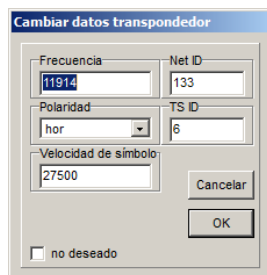 Cambiar datos transpondedor
Frecuencia Net ID
11914 133
Polaridad TS ID
hor 6
Velocidad de símbolo
27500
Cancelar
OK
no deseado